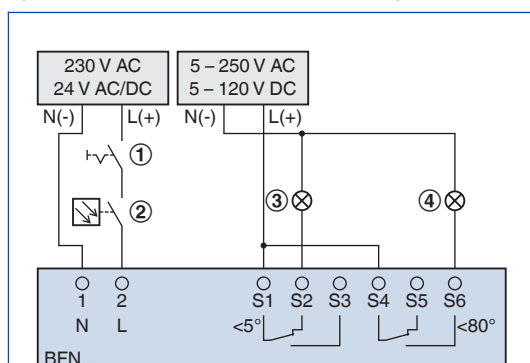 230 V AC
24 V AC/DC
5 – 250 V AC
5 – 120 V DC
N(-) L(+) N(-) L(+)
1
2
3 4
1 2 S1 S2 S3 S4 S5 S6
N L <5° <80°
BFN